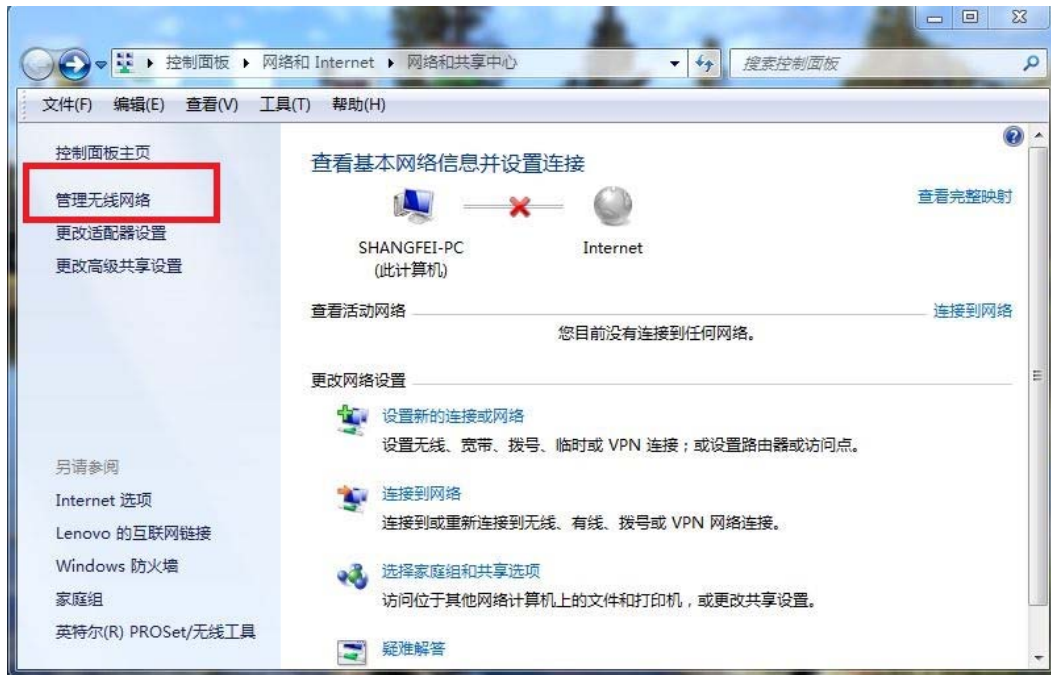 控制面板 网络和 Internet 网络和共享中心 搜索控制面板
文件(F) 编辑(E) 查看(V) 工具(T) 帮助(H)
控制面板主页
管理无线网络
更改适配器设置
更改高级共享设置
另请参阅
Internet 选项
Lenovo 的互联网链接
Windows 防火墙
家庭组
英特尔(R) PROSet/无线工具
查看基本网络信息并设置连接
查看完整映射
SHANGFEI-PC
(此计算机)
Internet
查看活动网络
连接到网络
您目前没有连接到任何网络。
更改网络设置
设置新的连接或网络
设置无线、宽带、拨号、临时或 VPN 连接；或设置路由器或访问点。
连接到网络
连接到或重新连接到无线、有线、拨号或 VPN 网络连接。
选择家庭组和共享选项
访问位于其他网络计算机上的文件和打印机，或更改共享设置。
疑难解答